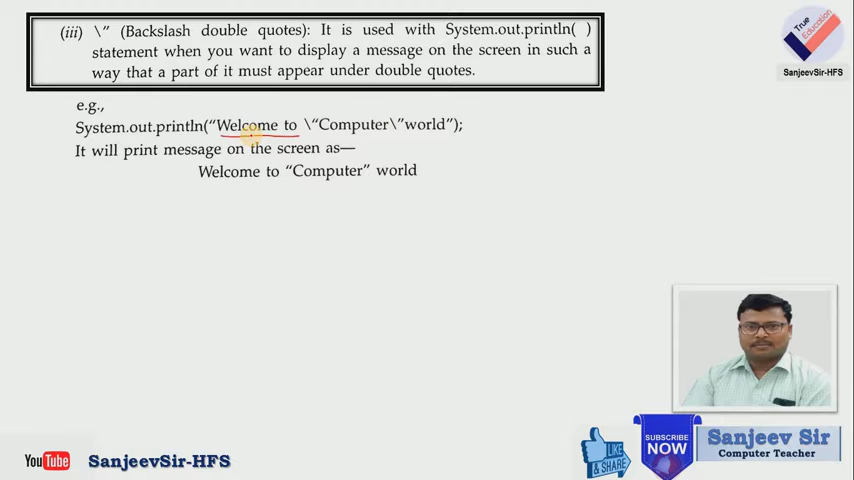 (iii) \” (Backslash double quotes): It is used with System.out.println( )
statement when you want to display a message on the screen in such a
way that a part of it must appear under double quotes.
e.g.,
System.out.println(“Welcome to \“Computer\”world”);
It will print message on the screen as—
Welcome to “Computer” world
True
Education
SanjeevSir-HFS
LIKE
& SHARE
SUBSCRIBE
NOW
Sanjeev Sir
Computer Teacher
YouTube
SanjeevSir-HFS